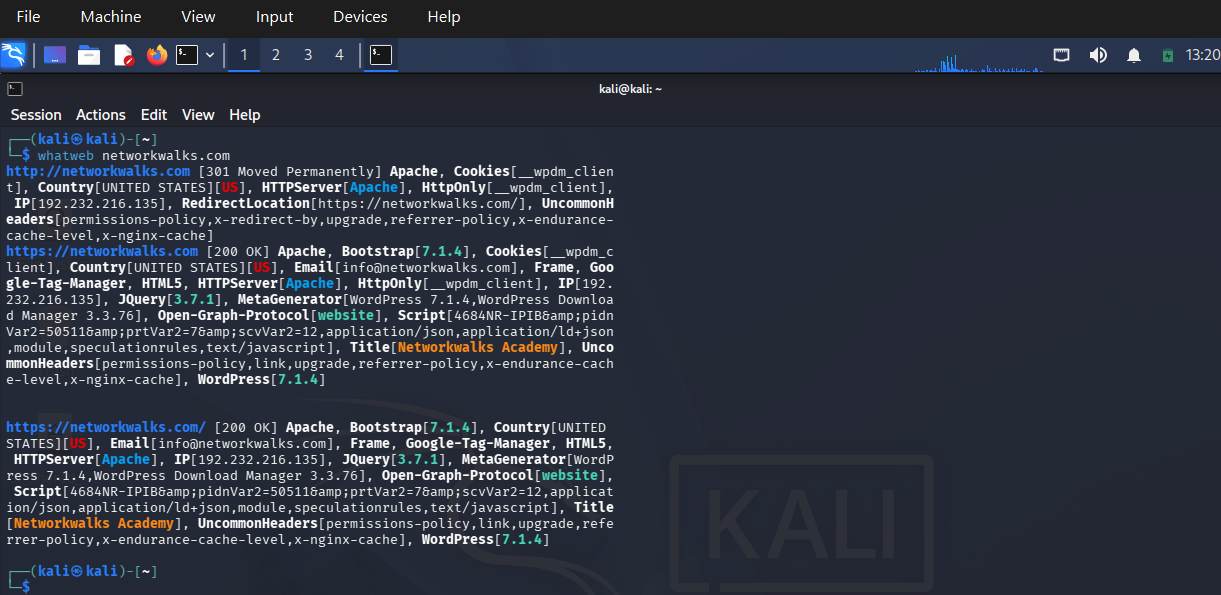 File Machine View Input Devices Help
1 2 3 4 13:20
kali@kali: ~
Session Actions Edit View Help
┌──(kali㉿kali)-[~]
└─$ whatweb networkwalks.com
http://networkwalks.com [301 Moved Permanently] Apache, Cookies[__wpdm_clien
t], Country[UNITED STATES][US], HTTPServer[Apache], HttpOnly[__wpdm_client],
IP[192.232.216.135], RedirectLocation[https://networkwalks.com/], UncommonH
eaders[permissions-policy,x-redirect-by,upgrade,referrer-policy,x-endurance-
cache-level,x-nginx-cache]
https://networkwalks.com [200 OK] Apache, Bootstrap[7.1.4], Cookies[__wpdm_c
lient], Country[UNITED STATES][US], Email[info@networkwalks.com], Frame, Goo
gle-Tag-Manager, HTML5, HTTPServer[Apache], HttpOnly[__wpdm_client], IP[192.
232.216.135], JQuery[3.7.1], MetaGenerator[WordPress 7.1.4,WordPress Downloa
d Manager 3.3.76], Open-Graph-Protocol[website], Script[4684NR-IPIB&amp;pidn
Var2=50511&amp;prtVar2=7&amp;scvVar2=12,application/json,application/ld+json
,module,speculationrules,text/javascript], Title[Networkwalks Academy], Unco
mmonHeaders[permissions-policy,link,upgrade,referrer-policy,x-endurance-cach
e-level,x-nginx-cache], WordPress[7.1.4]
https://networkwalks.com/ [200 OK] Apache, Bootstrap[7.1.4], Country[UNITED
STATES][US], Email[info@networkwalks.com], Frame, Google-Tag-Manager, HTML5,
HTTPServer[Apache], IP[192.232.216.135], JQuery[3.7.1], MetaGenerator[WordP
ress 7.1.4,WordPress Download Manager 3.3.76], Open-Graph-Protocol[website],
Script[4684NR-IPIB&amp;pidnVar2=50511&amp;prtVar2=7&amp;scvVar2=12,applicat
ion/json,application/ld+json,module,speculationrules,text/javascript], Title
[Networkwalks Academy], UncommonHeaders[permissions-policy,link,upgrade,refe
rrer-policy,x-endurance-cache-level,x-nginx-cache], WordPress[7.1.4]
┌──(kali㉿kali)-[~]
└─$
KALI